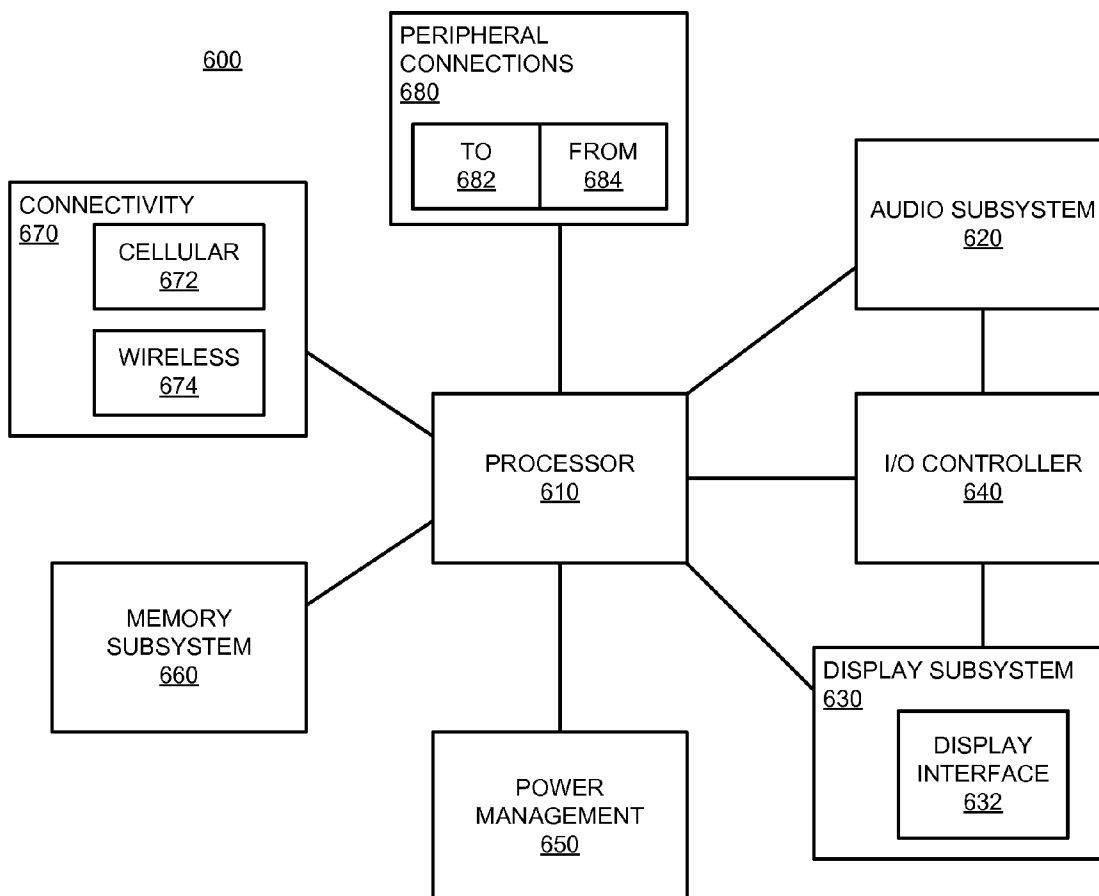 600
PERIPHERAL
CONNECTIONS
680
TO
682
FROM
684
CONNECTIVITY
670
CELLULAR
672
WIRELESS
674
AUDIO SUBSYSTEM
620
PROCESSOR
610
I/O CONTROLLER
640
MEMORY
SUBSYSTEM
660
POWER
MANAGEMENT
650
DISPLAY SUBSYSTEM
630
DISPLAY
INTERFACE
632